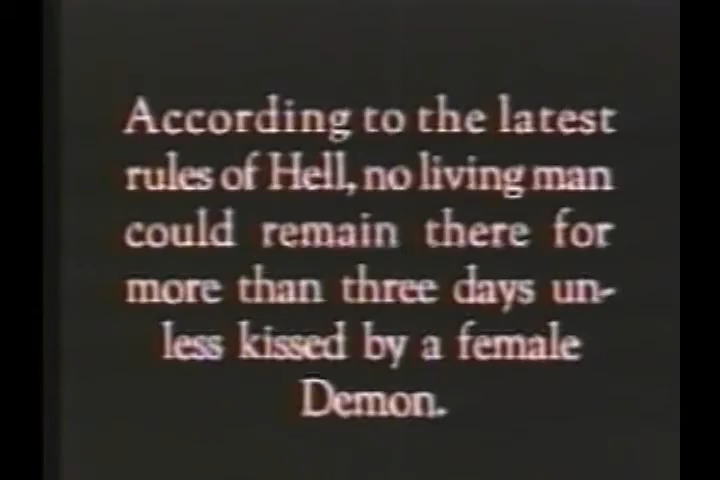 According to the latest
rules of Hell, no living man
could remain there for
more than three days un-
less kissed by a female
Demon.